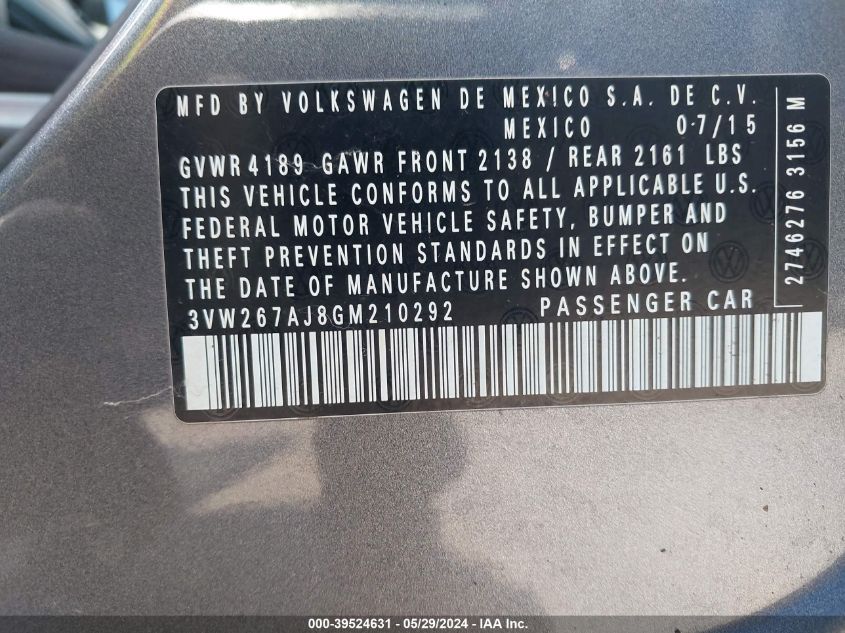 MFD BY VOLKSWAGEN DE MEXICO S.A. DE C.V.
MEXICO 07/15
GVWR 4189 GAWR FRONT 2138 / REAR 2161 LBS
THIS VEHICLE CONFORMS TO ALL APPLICABLE U.S.
FEDERAL MOTOR VEHICLE SAFETY, BUMPER AND
THEFT PREVENTION STANDARDS IN EFFECT ON
THE DATE OF MANUFACTURE SHOWN ABOVE.
3VW267AJ8GM210292 PASSENGER CAR
2746276 3156 M
000-39524631 - 05/29/2024 - IAA Inc.